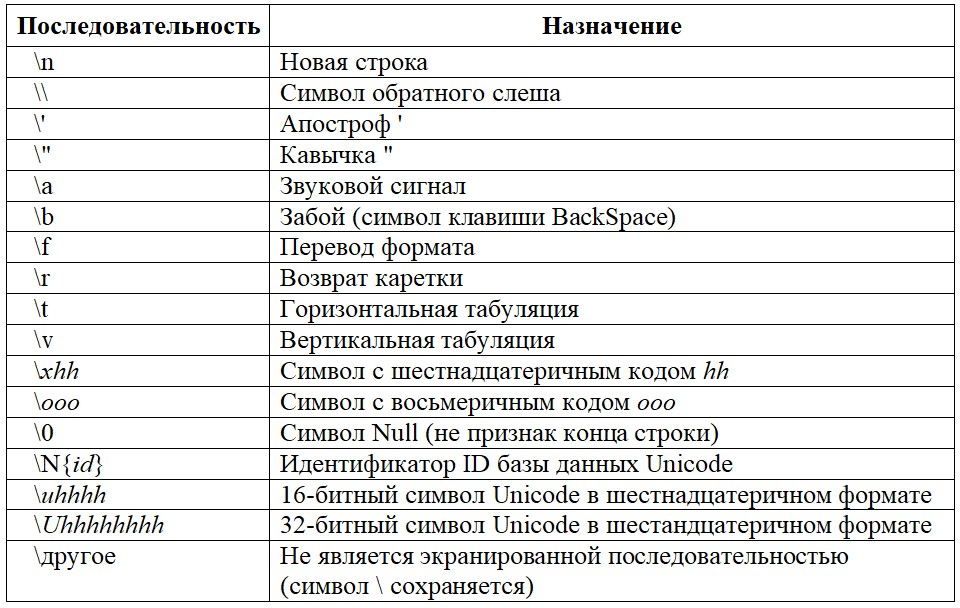 Последовательность Назначение
\n Новая строка
\\ Символ обратного слеша
\' Апостроф '
\" Кавычка "
\a Звуковой сигнал
\b Забой (символ клавиши BackSpace)
\f Перевод формата
\r Возврат каретки
\t Горизонтальная табуляция
\v Вертикальная табуляция
\xhh Символ с шестнадцатеричным кодом hh
\ooo Символ с восьмеричным кодом ooo
\0 Символ Null (не признак конца строки)
\N{id} Идентификатор ID базы данных Unicode
\uhhhh 16-битный символ Unicode в шестнадцатеричном формате
\Uhhhhhhhh 32-битный символ Unicode в шестандцатеричном формате
\другое Не является экранированной последовательностью
(символ \ сохраняется)